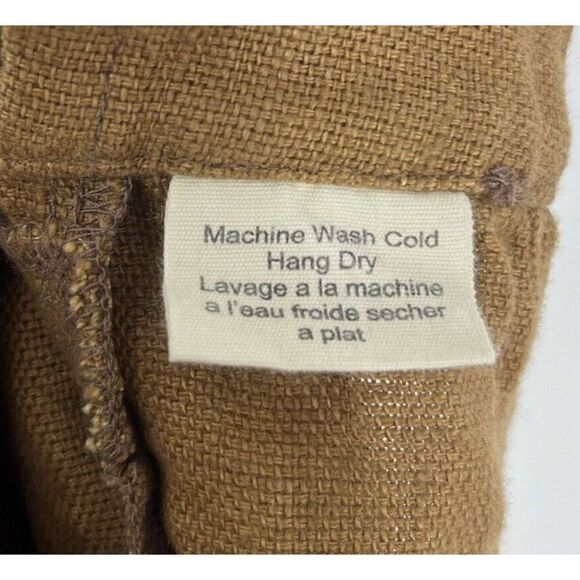 Machine Wash Cold
Hang Dry
Lavage a la machine
a l'eau froide secher
a plat